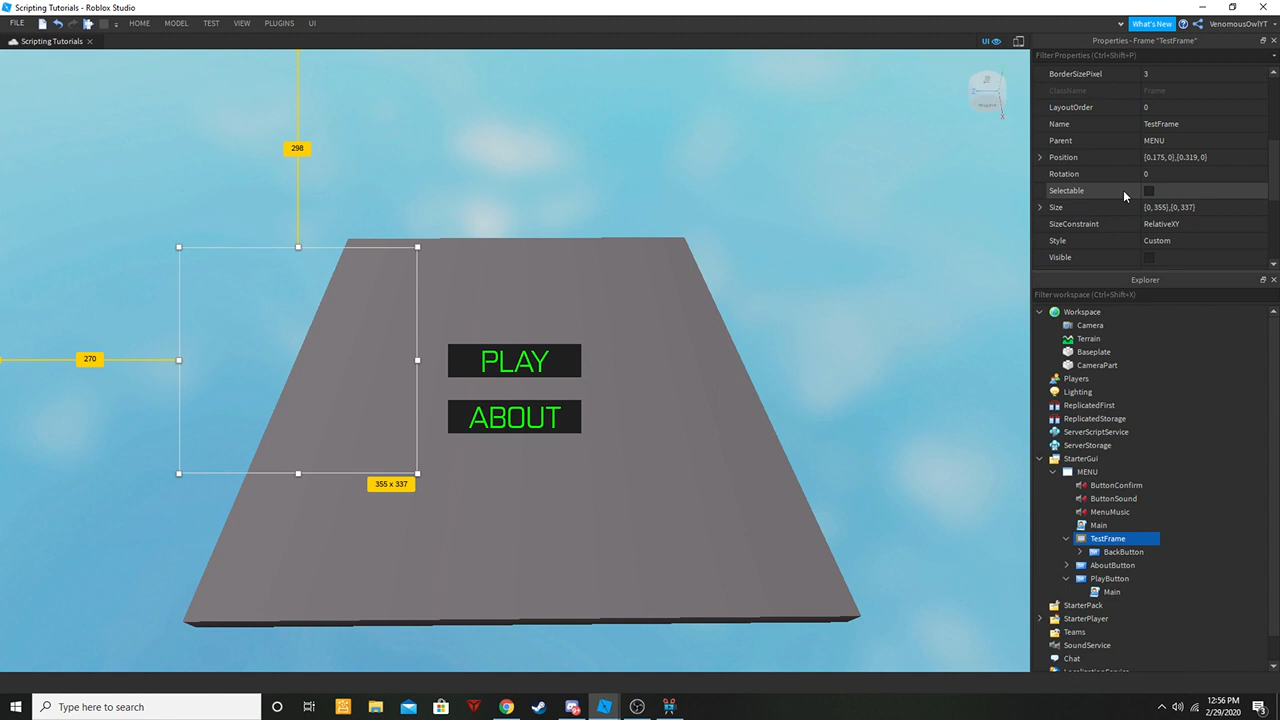 Scripting Tutorials - Roblox Studio
FILE HOME MODEL TEST VIEW PLUGINS UI What's New VenomousOwlYT
Scripting Tutorials UI
298
270
355 x 337
PLAY
ABOUT
Properties - Frame "TestFrame"
Filter Properties (Ctrl+Shift+P)
BorderSizePixel 3
ClassName Frame
LayoutOrder 0
Name TestFrame
Parent MENU
Position {0.175, 0},{0.319, 0}
Rotation 0
Selectable
Size {0, 355},{0, 337}
SizeConstraint RelativeXY
Style Custom
Visible
Explorer
Filter workspace (Ctrl+Shift+X)
Workspace
Camera
Terrain
Baseplate
CameraPart
Players
Lighting
ReplicatedFirst
ReplicatedStorage
ServerScriptService
ServerStorage
StarterGui
MENU
ButtonConfirm
ButtonSound
MenuMusic
Main
TestFrame
BackButton
AboutButton
PlayButton
Main
StarterPack
StarterPlayer
Teams
SoundService
Chat
Type here to search
12:56 PM
2/29/2020